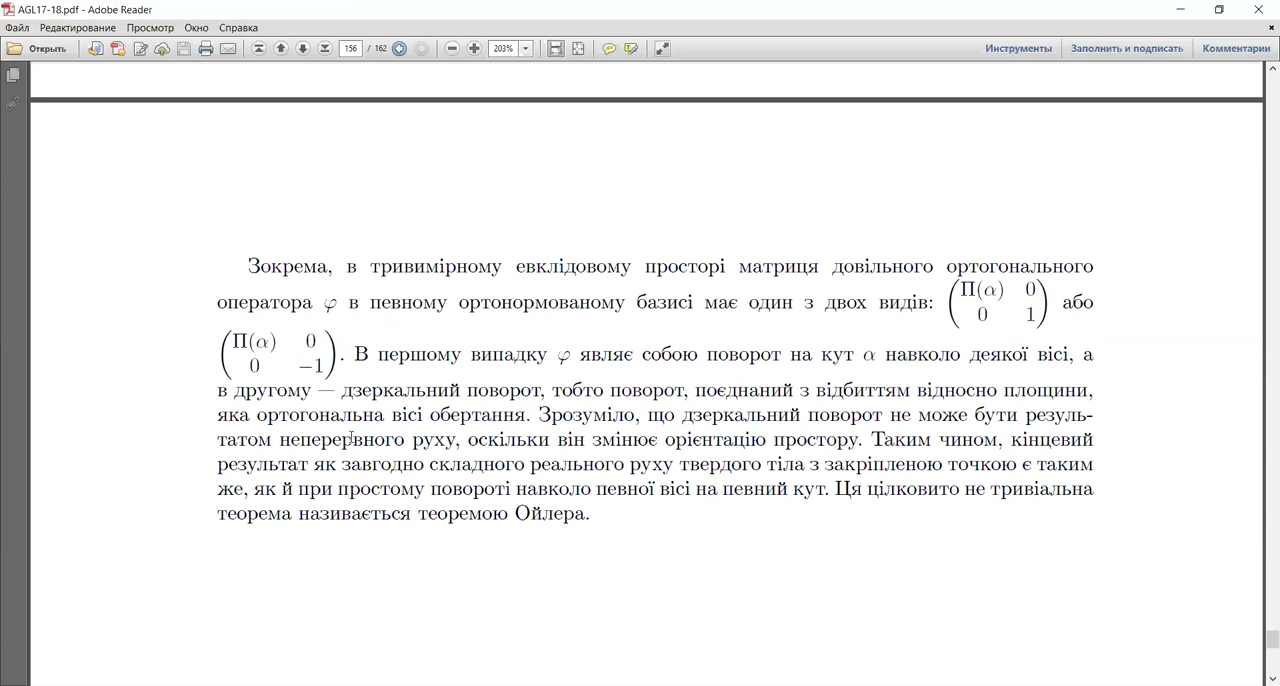 AGL17-18.pdf - Adobe Reader
Файл Редактирование Просмотр Окно Справка
Открыть 156 / 162 203% Инструменты Заполнить и подписать Комментарии
Зокрема, в тривимірному евклідовому просторі матриця довільного ортогонального
оператора φ в певному ортонормованому базисі має один з двох видів: (Π(α) 0
0 1) або
(Π(α) 0
0 −1). В першому випадку φ являє собою поворот на кут α навколо деякої вісі, а
в другому — дзеркальний поворот, тобто поворот, поєднаний з відбиттям відносно площини,
яка ортогональна вісі обертання. Зрозуміло, що дзеркальний поворот не може бути резуль-
татом неперервного руху, оскільки він змінює орієнтацію простору. Таким чином, кінцевий
результат як завгодно складного реального руху твердого тіла з закріпленою точкою є таким
же, як й при простому повороті навколо певної вісі на певний кут. Ця цілковито не тривіальна
теорема називається теоремою Ойлера.